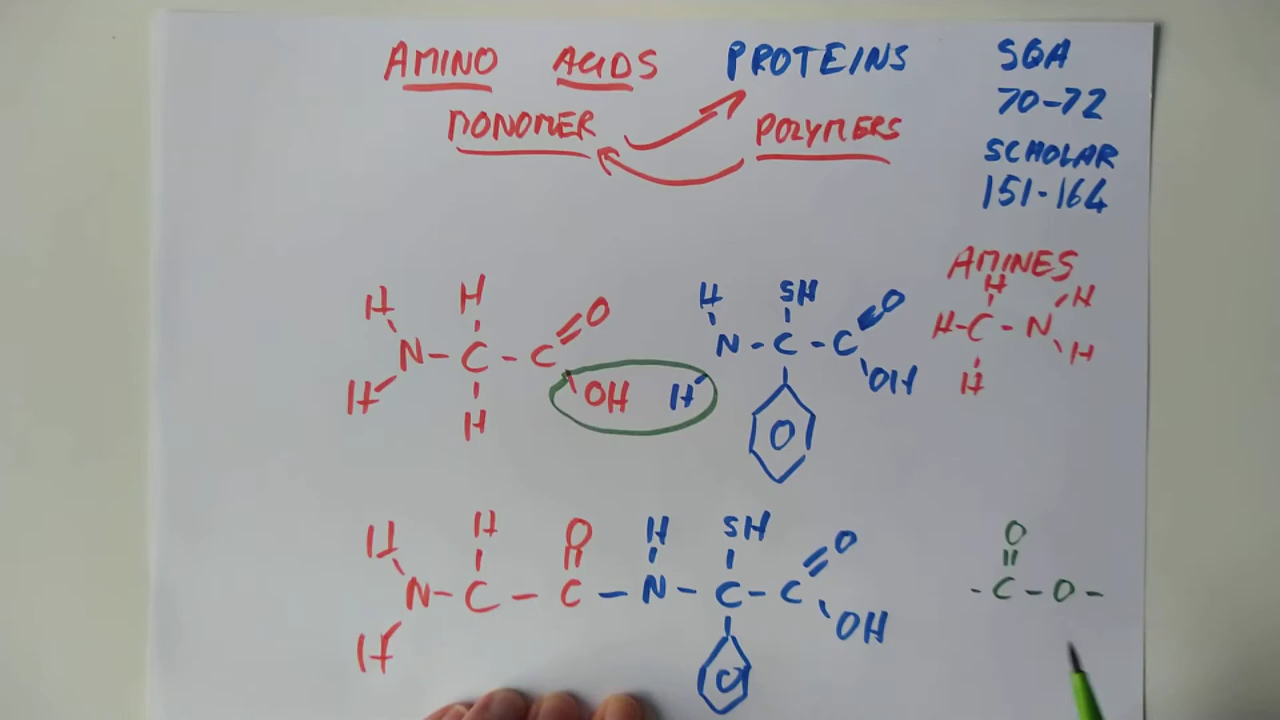 AMINO ACIDS PROTEINS
MONOMER POLYMERS
SQA
70-72
SCHOLAR
151-164
AMINES
H
H-C-N H
H
H
H H O
H N-C-C
H OH
H SH O
N-C-C
H OH
O
H H O H SH O
N-C-C-N-C-C
H OH
O
O
-C-O-